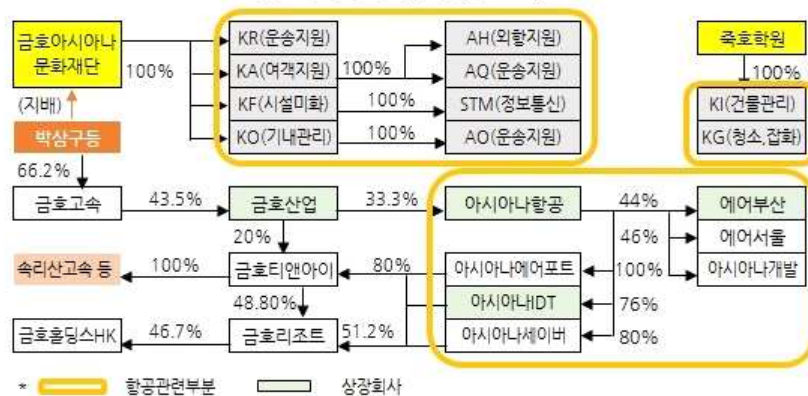 금호아시아나
문화재단
100%
KR(운송지원)
KA(여객지원)
KF(시설미화)
KO(기내관리)
100%
100%
100%
AH(외항지원)
AQ(운송지원)
STM(정보통신)
AO(운송지원)
죽호학원
100%
KI(건물관리)
KG(청소,잡화)
(지배)
박삼구등
66.2%
금호고속
43.5%
금호산업
33.3%
아시아나항공
44%
에어부산
20%
46%
에어서울
속리산고속 등
100%
금호티앤아이
80%
아시아나에어포트
100%
아시아나개발
48.80%
아시아나IDT
76%
금호홀딩스HK
46.7%
금호리조트
51.2%
아시아나세이버
80%
* 항공관련부분 상장회사